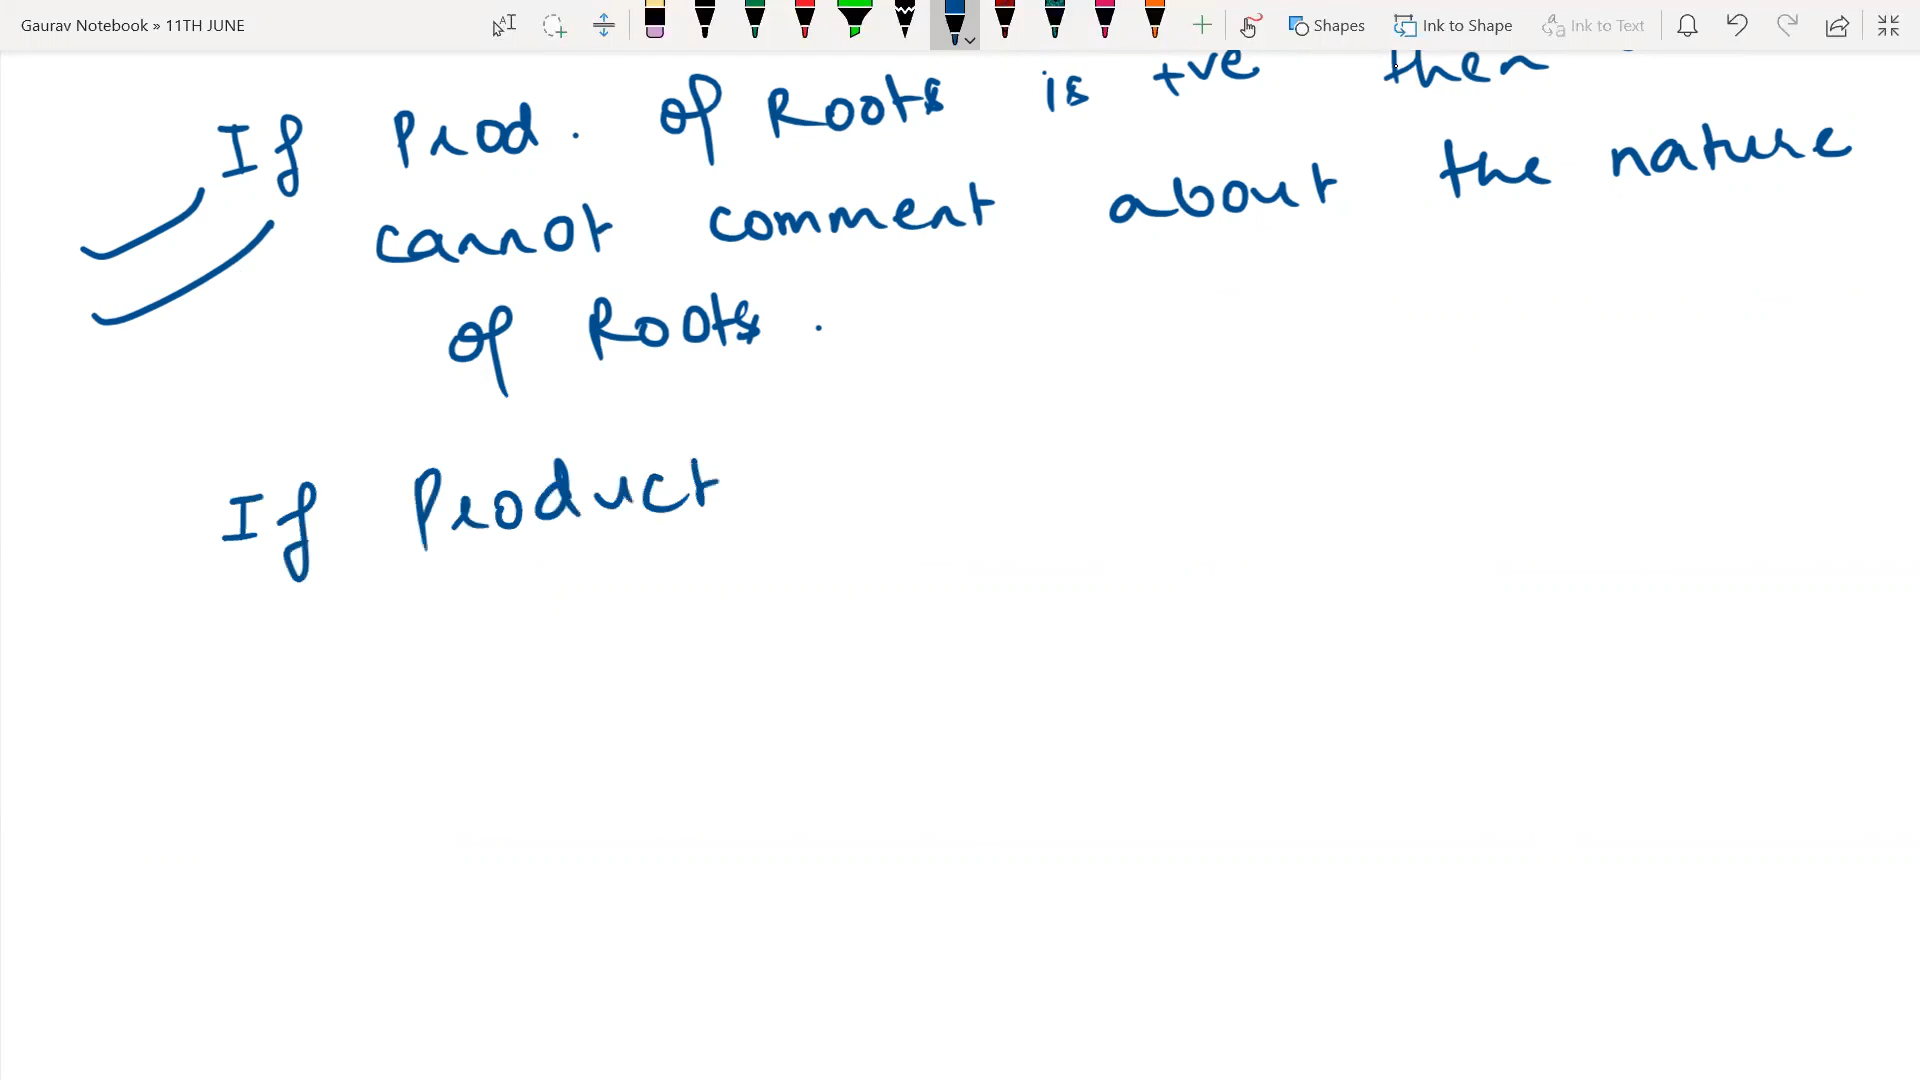 Gaurav Notebook » 11TH JUNE
Shapes
Ink to Shape
Ink to Text
If Prod. of Roots is +ve then
cannot comment about the nature
of Roots.
If Product